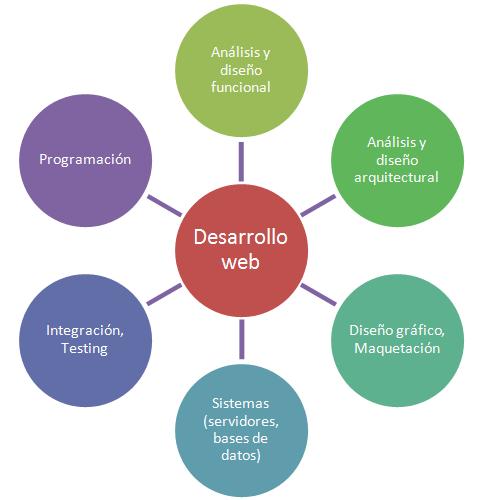 Análisis y
diseño
funcional
Análisis y
diseño
arquitectural
Diseño gráfico,
Maquetación
Sistemas
(servidores,
bases de
datos)
Integración,
Testing
Programación
Desarrollo
web